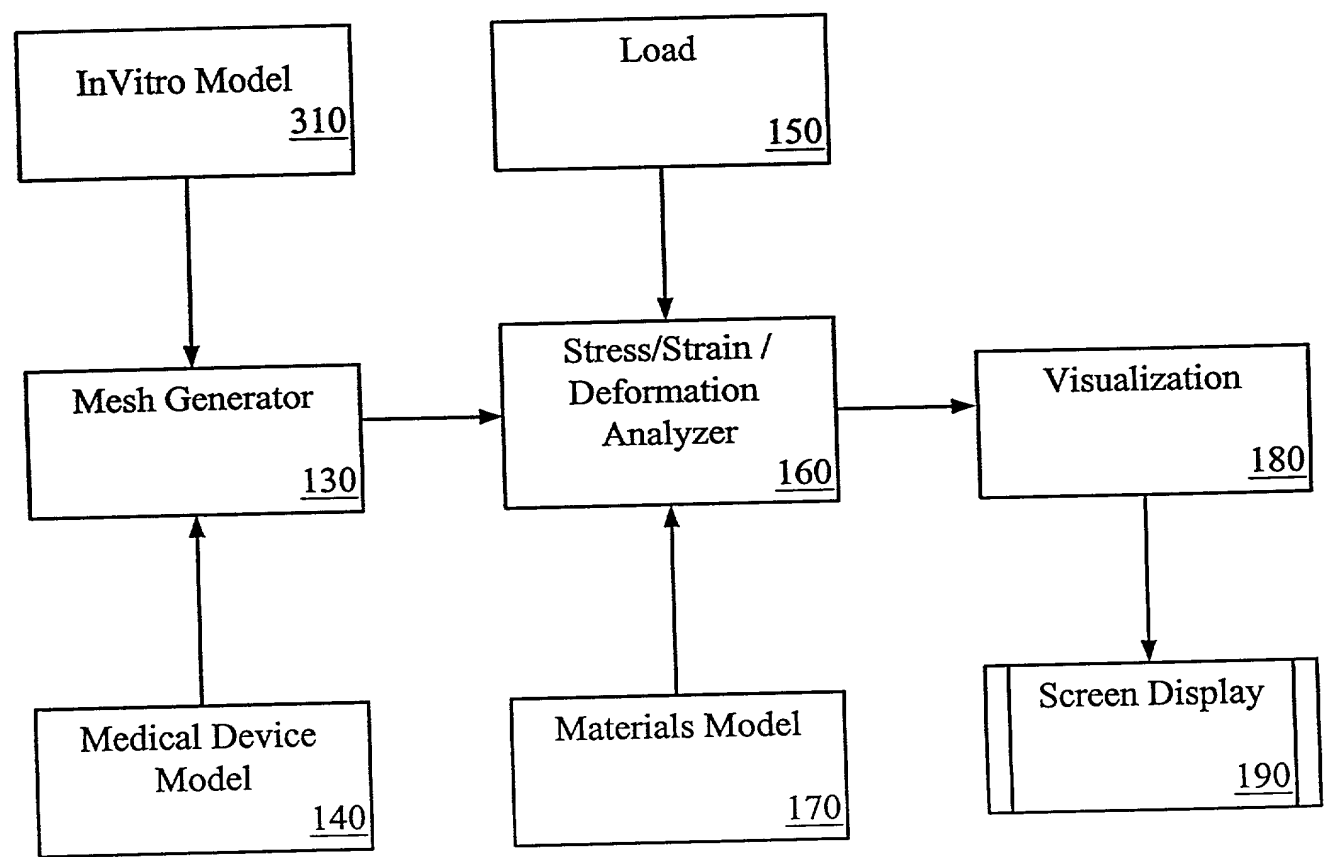 InVitro Model
310
Load
150
Mesh Generator
130
Stress/Strain /
Deformation
Analyzer
160
Visualization
180
Medical Device
Model
140
Materials Model
170
Screen Display
190